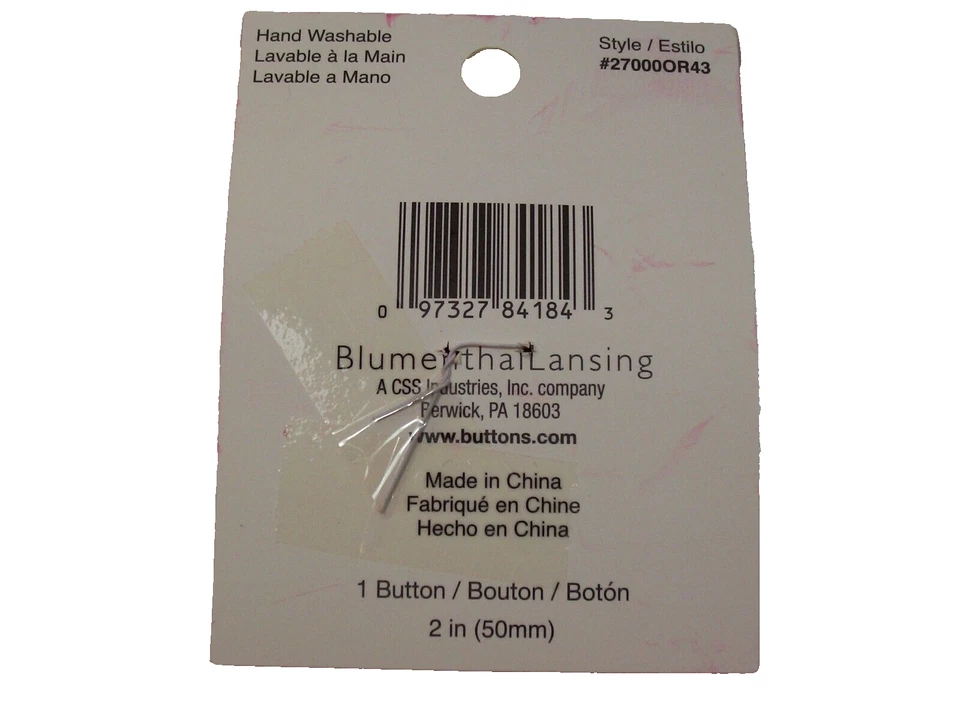 Hand Washable
Lavable à la Main
Lavable a Mano
Style / Estilo
#27000OR43
0 97327 84184 3
BlumenthalLansing
A CSS Industries, Inc. company
Berwick, PA 18603
www.buttons.com
Made in China
Fabriqué en Chine
Hecho en China
1 Button / Bouton / Botón
2 in (50mm)